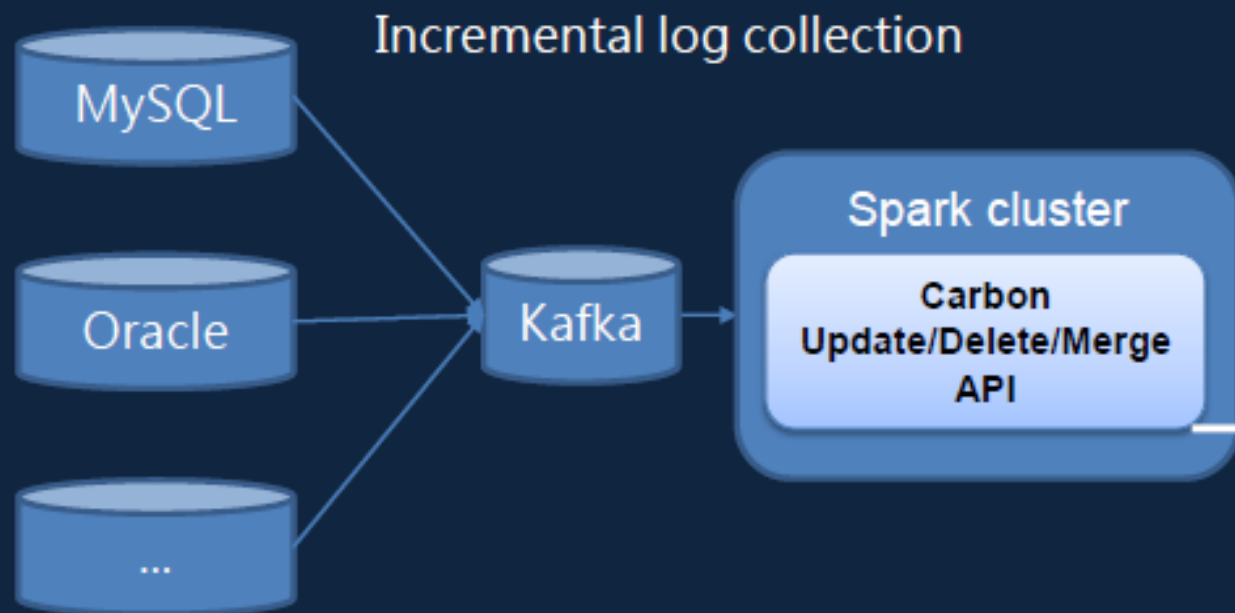 Incremental log collection
MySQL
Oracle
...
Kafka
Spark cluster
Carbon
Update/Delete/Merge
API